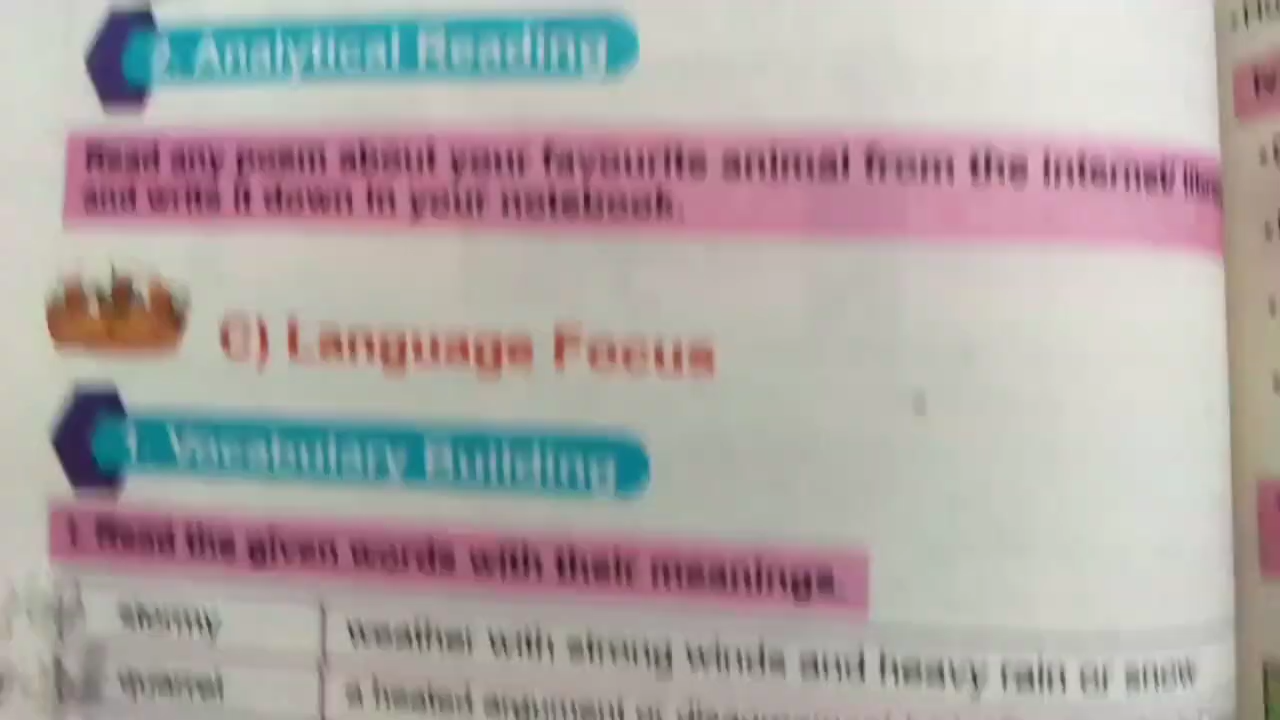 2. Analytical Reading
Read any poem about your favourite animal from the internet/
and write it down in your notebook.
C) Language Focus
1. Vocabulary Building
1. Read the given words with their meanings.
stormy
weather with strong winds and heavy rain or snow
quarrel
a heated argument or disagreement